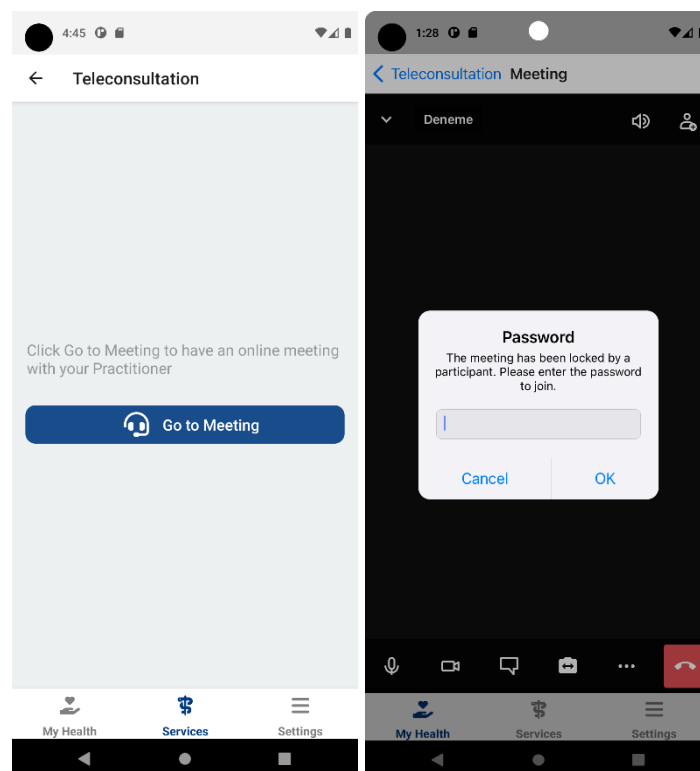 4:45
Teleconsultation
Click Go to Meeting to have an online meeting
with your Practitioner
Go to Meeting
My Health
Services
Settings
1:28
Teleconsultation Meeting
Deneme
Password
The meeting has been locked by a
participant. Please enter the password
to join.
Cancel
OK
My Health
Services
Settings